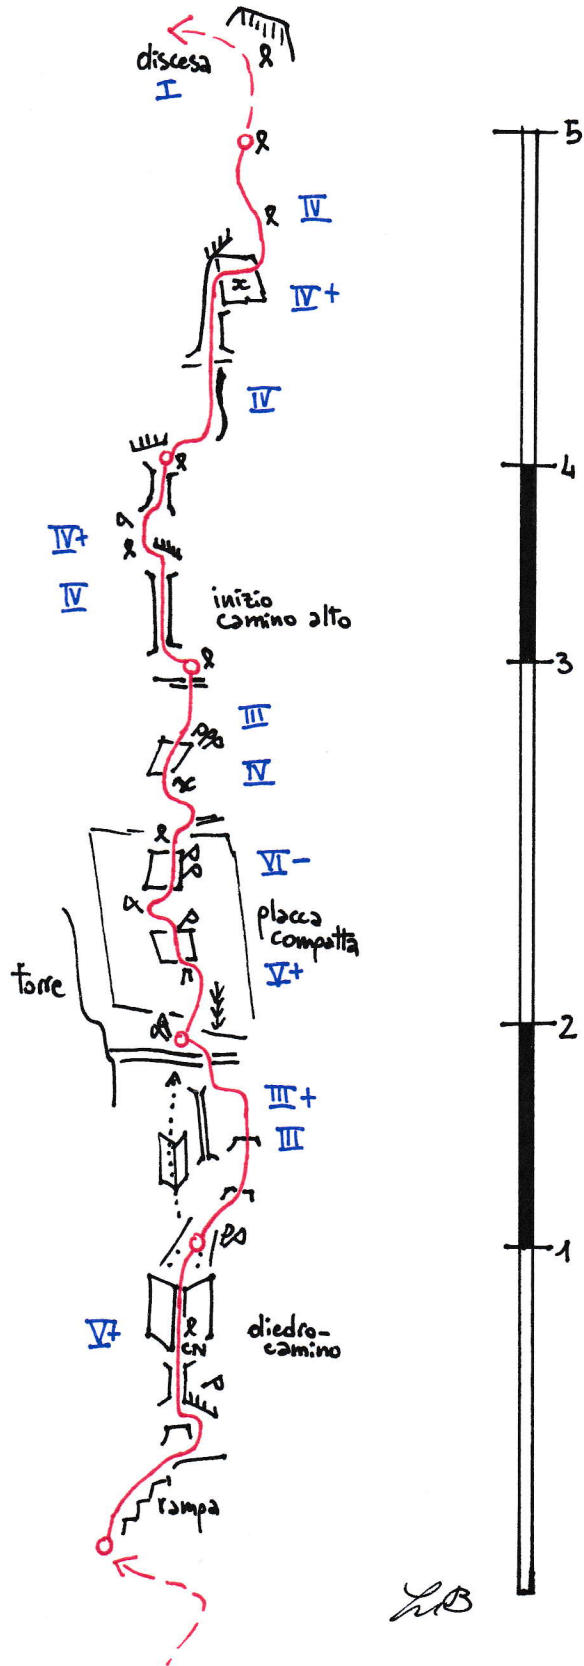 discesa
I
5
IV
IV+
IV
4
IV+
IV
inizio
camino alto
3
III
IV
VI-
placca
compatta
V+
torre
2
III+
III
1
V+
diedro-
camino
CN
rampa